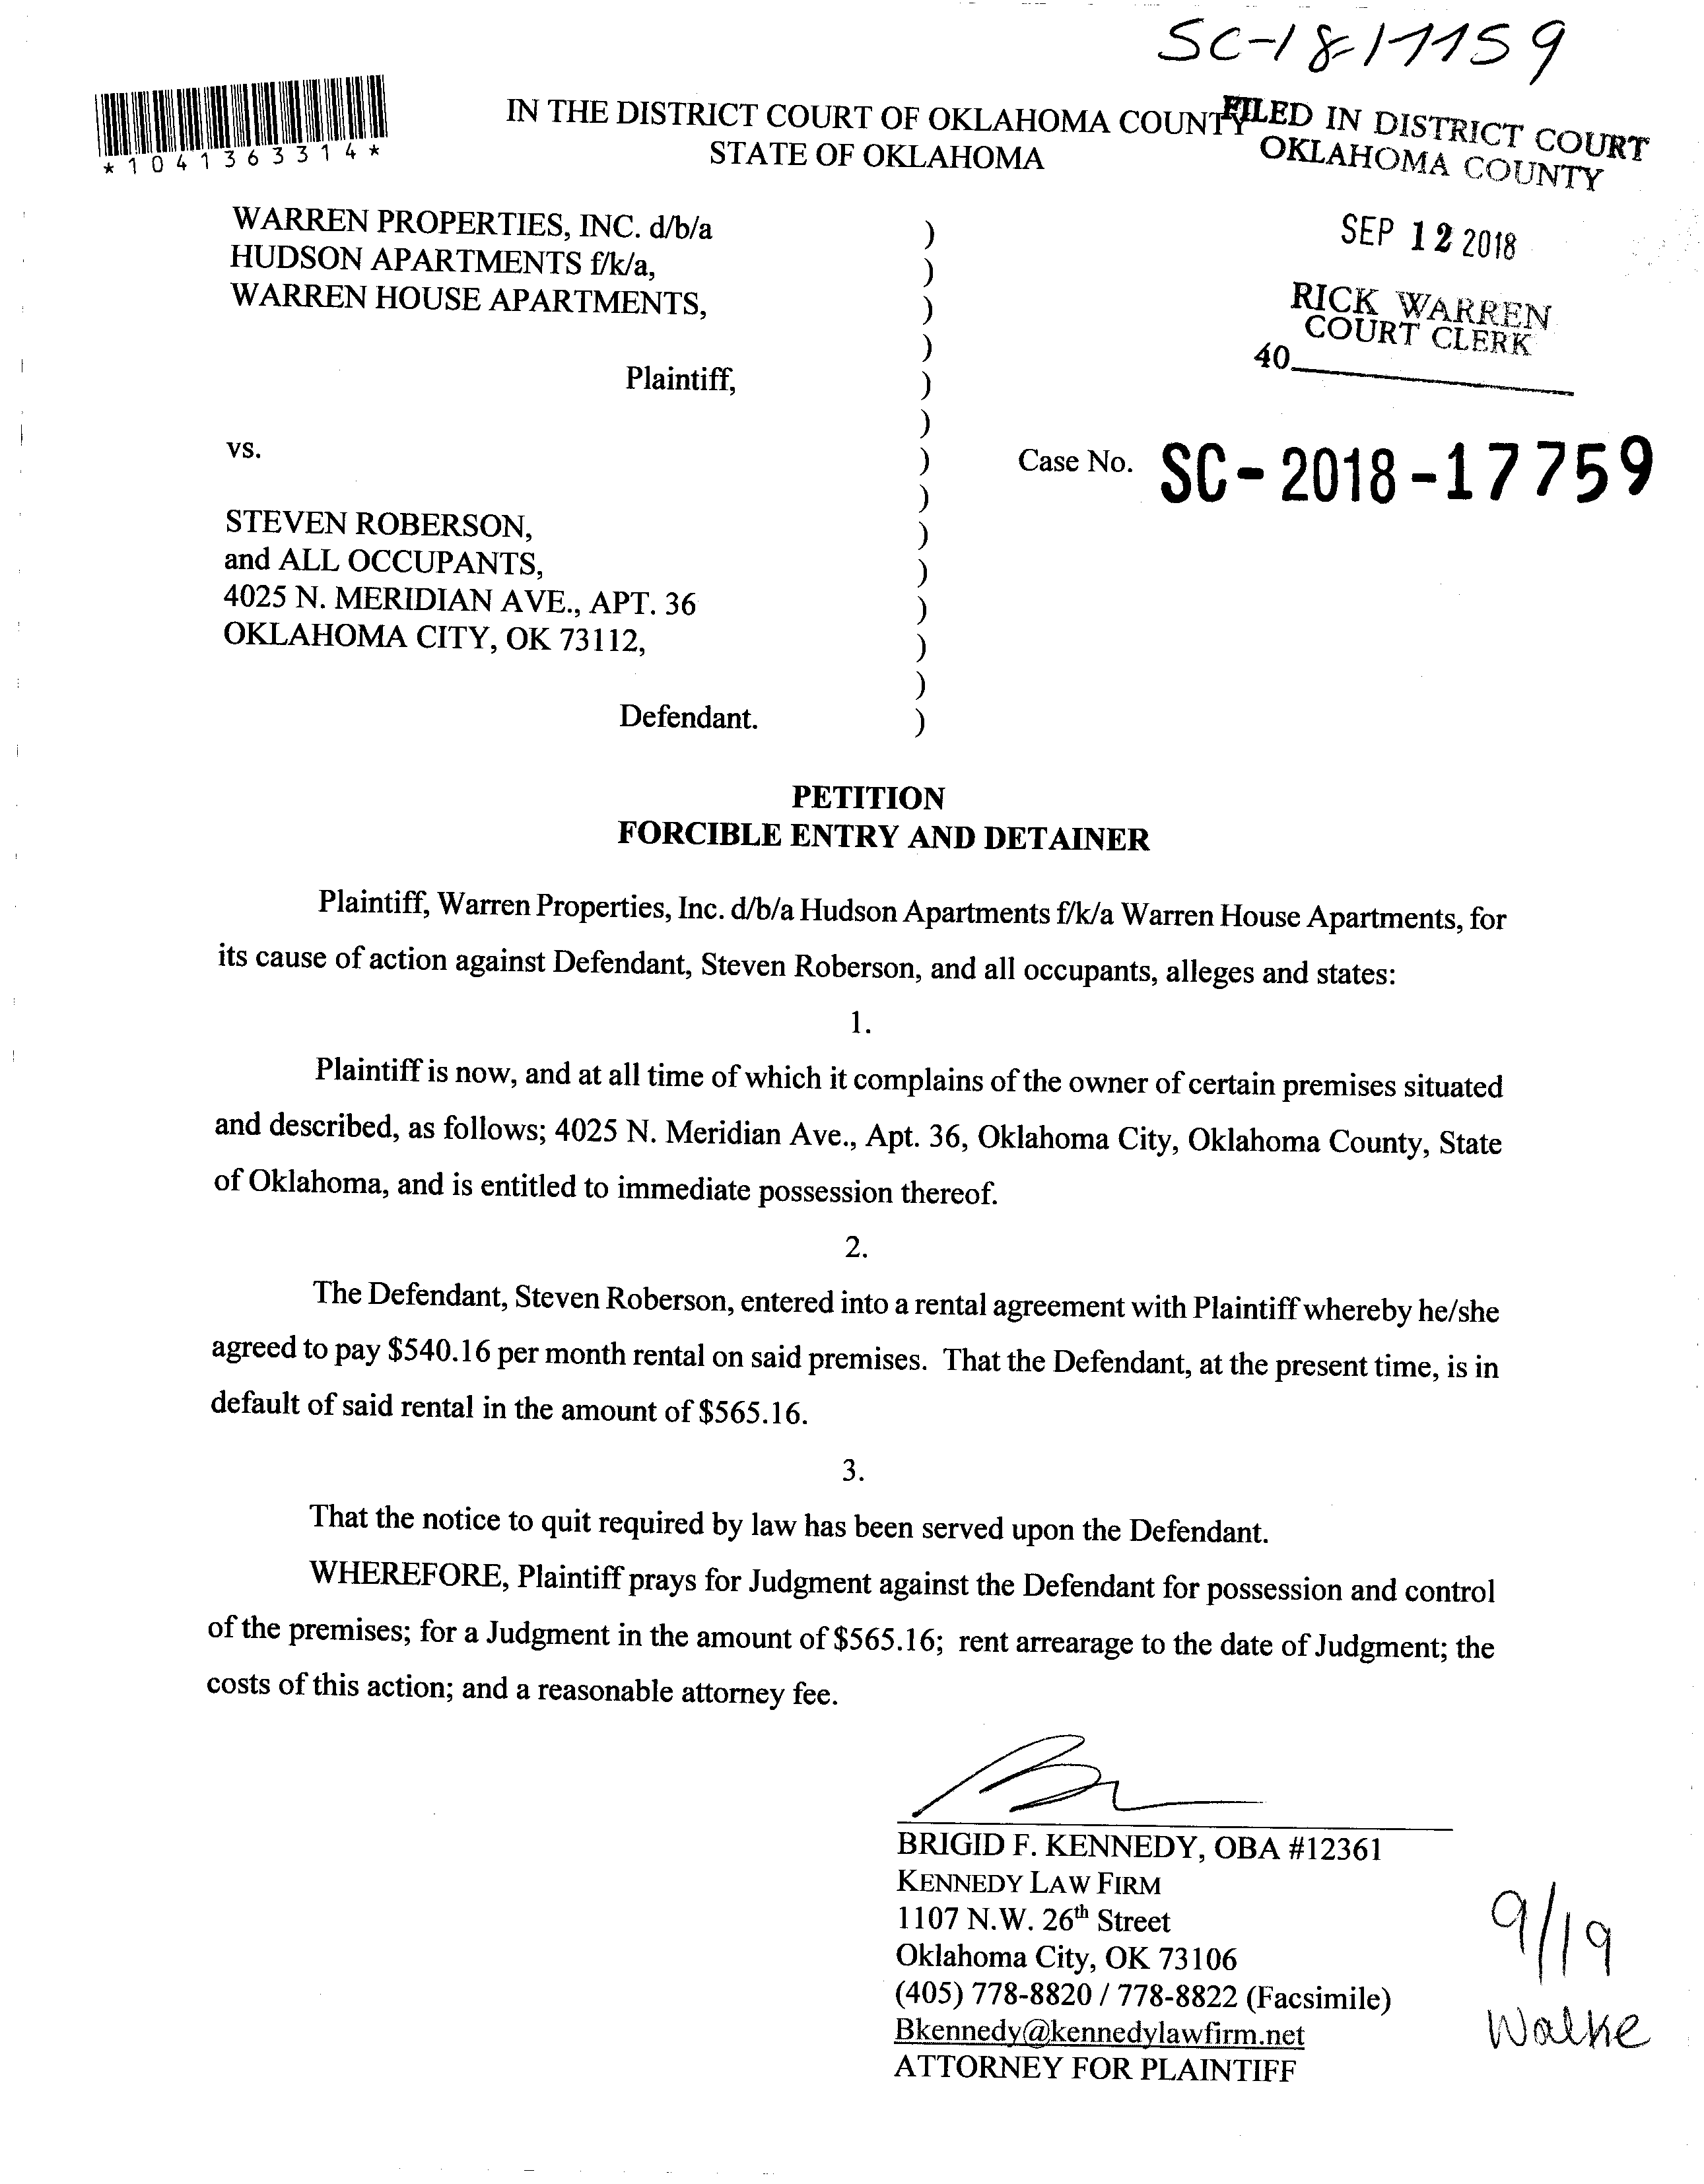 SC-18-17759
*1041363314*
IN THE DISTRICT COURT OF OKLAHOMA COUNTY
STATE OF OKLAHOMA
FILED IN DISTRICT COURT
OKLAHOMA COUNTY
SEP 12 2018
RICK WARREN
COURT CLERK
40
WARREN PROPERTIES, INC. d/b/a
HUDSON APARTMENTS f/k/a,
WARREN HOUSE APARTMENTS,
Plaintiff,
vs.
Case No. SC-2018-17759
STEVEN ROBERSON,
and ALL OCCUPANTS,
4025 N. MERIDIAN AVE., APT. 36
OKLAHOMA CITY, OK 73112,
Defendant.
PETITION
FORCIBLE ENTRY AND DETAINER
Plaintiff, Warren Properties, Inc. d/b/a Hudson Apartments f/k/a Warren House Apartments, for
its cause of action against Defendant, Steven Roberson, and all occupants, alleges and states:
1.
Plaintiff is now, and at all time of which it complains of the owner of certain premises situated
and described, as follows; 4025 N. Meridian Ave., Apt. 36, Oklahoma City, Oklahoma County, State
of Oklahoma, and is entitled to immediate possession thereof.
2.
The Defendant, Steven Roberson, entered into a rental agreement with Plaintiff whereby he/she
agreed to pay $540.16 per month rental on said premises. That the Defendant, at the present time, is in
default of said rental in the amount of $565.16.
3.
That the notice to quit required by law has been served upon the Defendant.
WHEREFORE, Plaintiff prays for Judgment against the Defendant for possession and control
of the premises; for a Judgment in the amount of $565.16; rent arrearage to the date of Judgment; the
costs of this action; and a reasonable attorney fee.
BRIGID F. KENNEDY, OBA #12361
KENNEDY LAW FIRM
1107 N.W. 26th Street
Oklahoma City, OK 73106
(405) 778-8820 / 778-8822 (Facsimile)
Bkennedy@kennedylawfirm.net
ATTORNEY FOR PLAINTIFF
9/19
Walke